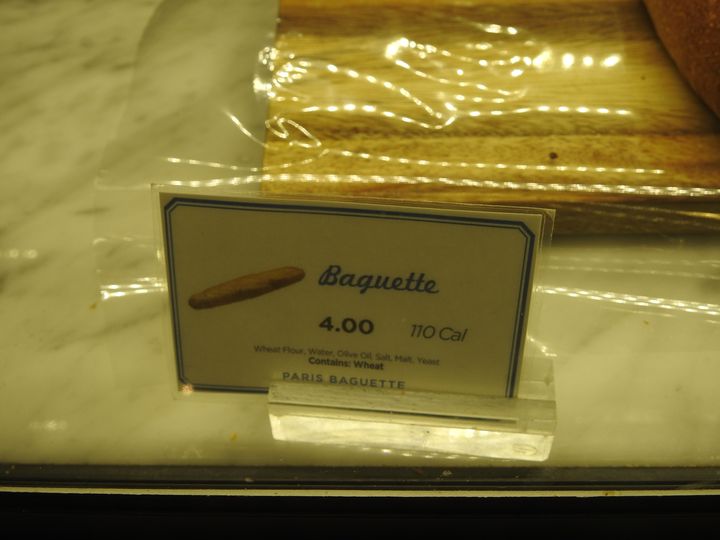 Baguette
4.00 110 Cal
Wheat Flour, Water, Olive Oil, Salt, Malt, Yeast
Contains: Wheat
PARIS BAGUETTE